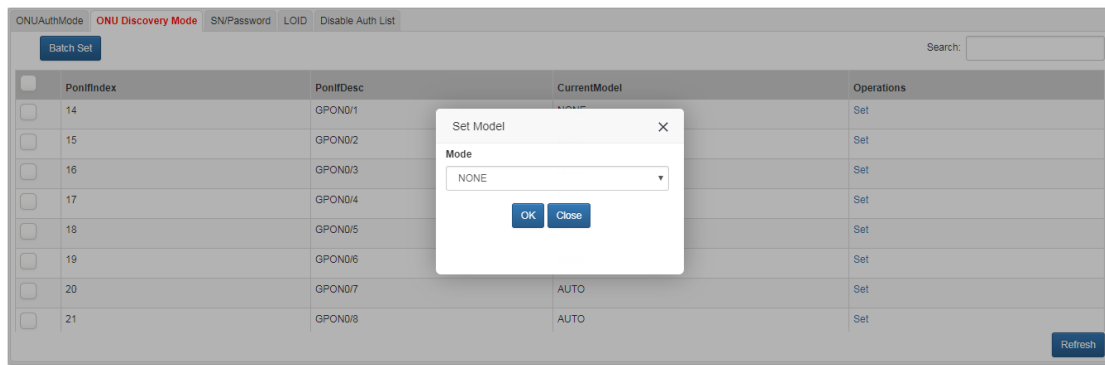 ONUAuthMode ONU Discovery Mode SN/Password LOID Disable Auth List
Batch Set Search:
PonIfIndex PonIfDesc CurrentModel Operations
14 GPON0/1 NONE Set
Set Model ×
15 GPON0/2 Set
Mode
16 GPON0/3 Set
NONE
17 GPON0/4 Set
OK Close
18 GPON0/5 Set
19 GPON0/6 Set
20 GPON0/7 AUTO Set
21 GPON0/8 AUTO Set
Refresh